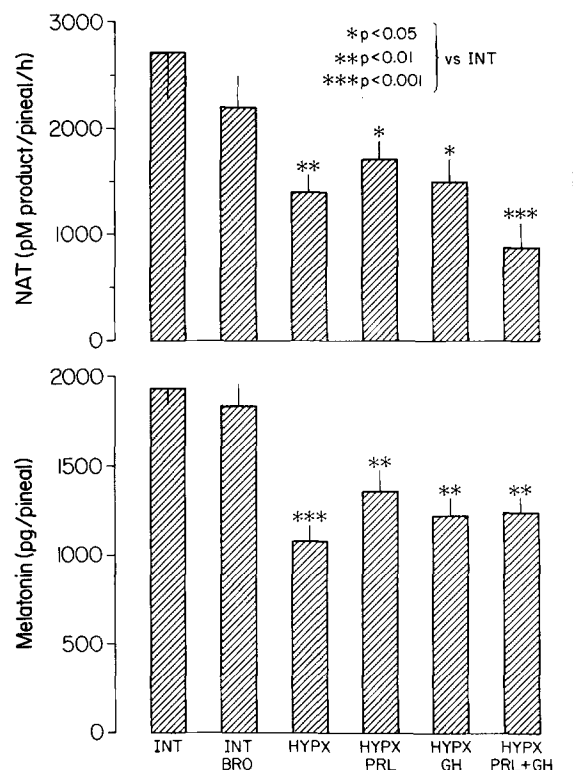 3000
2000
1000
0
NAT (pM product/pineal/h)
*p<0.05
**p<0.01
***p<0.001
vs INT
**
*
*
***
2000
1500
1000
500
0
Melatonin (pg/pineal)
***
**
**
**
INT
INT BRO
HYPX
HYPX PRL
HYPX GH
HYPX PRL+GH